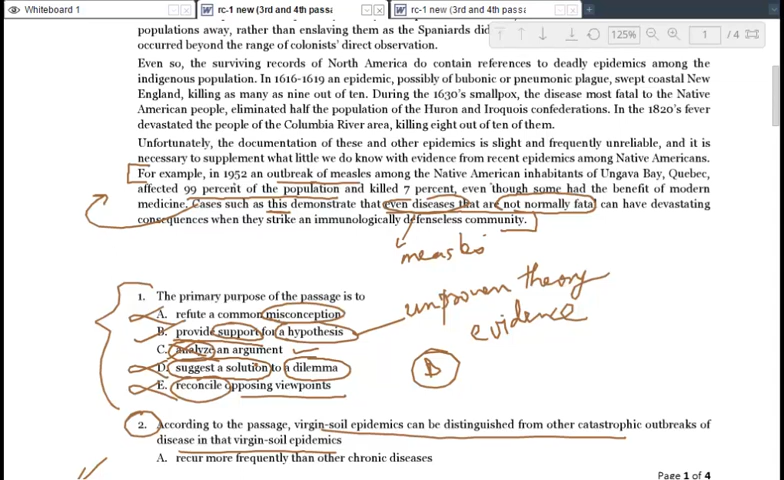 Whiteboard 1
rc-1 new (3rd and 4th passa
rc-1 new (3rd and 4th passa
125%
1 / 4
populations away, rather than enslaving them as the Spaniards did
occurred beyond the range of colonists' direct observation.
Even so, the surviving records of North America do contain references to deadly epidemics among the
indigenous population. In 1616-1619 an epidemic, possibly of bubonic or pneumonic plague, swept coastal New
England, killing as many as nine out of ten. During the 1630's smallpox, the disease most fatal to the Native
American people, eliminated half the population of the Huron and Iroquois confederations. In the 1820's fever
devastated the people of the Columbia River area, killing eight out of ten of them.
Unfortunately, the documentation of these and other epidemics is slight and frequently unreliable, and it is
necessary to supplement what little we do know with evidence from recent epidemics among Native Americans.
For example, in 1952 an outbreak of measles among the Native American inhabitants of Ungava Bay, Quebec,
affected 99 percent of the population and killed 7 percent, even though some had the benefit of modern
medicine. Cases such as this demonstrate that even diseases that are not normally fatal can have devastating
consequences when they strike an immunologically defenseless community.
measles
1. The primary purpose of the passage is to
A. refute a common misconception
B. provide support for a hypothesis
C. analyze an argument
D. suggest a solution to a dilemma
E. reconcile opposing viewpoints
unproven theory
evidence
B
2. According to the passage, virgin-soil epidemics can be distinguished from other catastrophic outbreaks of
disease in that virgin-soil epidemics
A. recur more frequently than other chronic diseases
Page 1 of 4